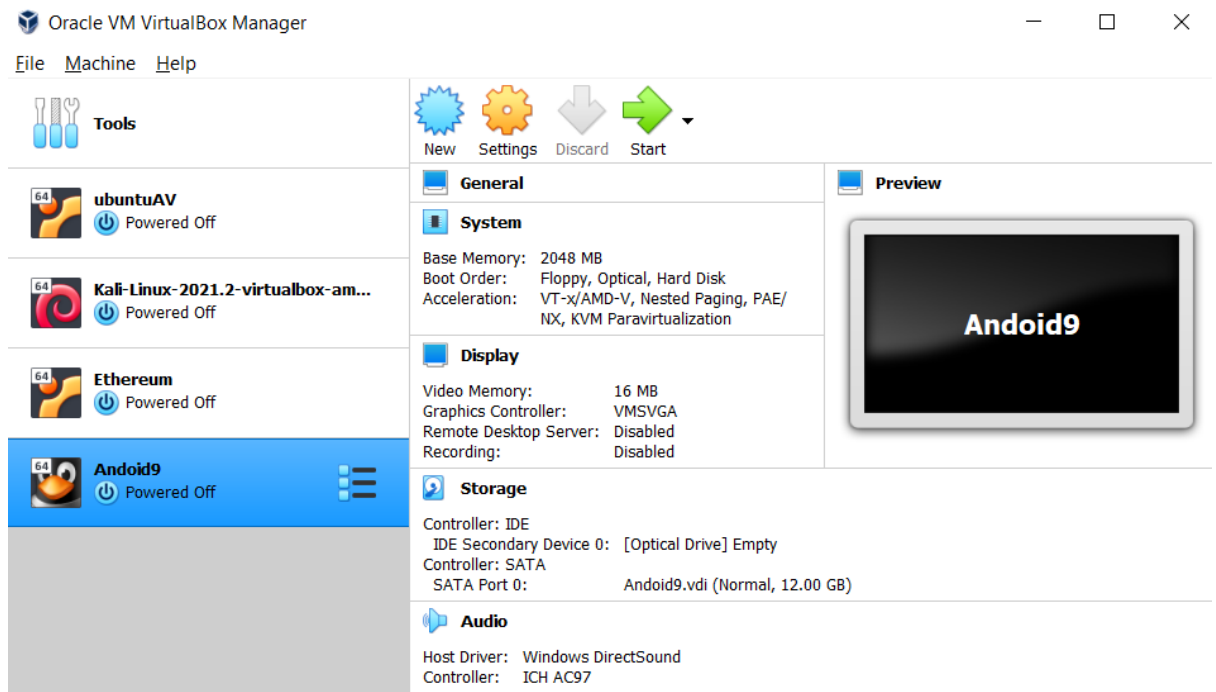 Oracle VM VirtualBox Manager
File Machine Help
Tools
New Settings Discard Start
64
ubuntuAV
Powered Off
64
Kali-Linux-2021.2-virtualbox-am...
Powered Off
64
Ethereum
Powered Off
64
Andoid9
Powered Off
General
System
Base Memory: 2048 MB
Boot Order: Floppy, Optical, Hard Disk
Acceleration: VT-x/AMD-V, Nested Paging, PAE/
NX, KVM Paravirtualization
Display
Video Memory: 16 MB
Graphics Controller: VMSVGA
Remote Desktop Server: Disabled
Recording: Disabled
Preview
Andoid9
Storage
Controller: IDE
IDE Secondary Device 0: [Optical Drive] Empty
Controller: SATA
SATA Port 0: Andoid9.vdi (Normal, 12.00 GB)
Audio
Host Driver: Windows DirectSound
Controller: ICH AC97